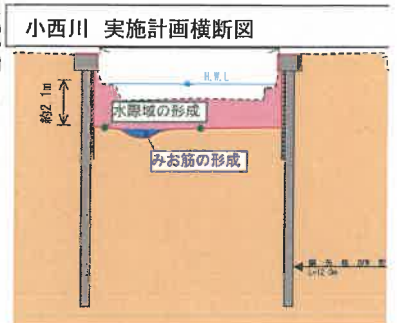 小西川 実施計画横断図
H.W.L
約2.1m
水際域の形成
みお筋の形成
L=12.0m